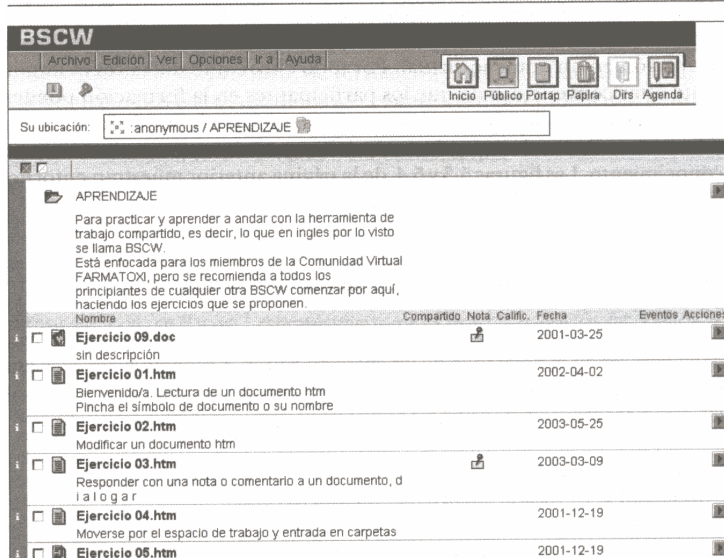 BSCW
Archivo Edición Ver Opciones Ir a Ayuda
Inicio Público Portap Papira Dirs Agenda
Su ubicación: :anonymous / APRENDIZAJE
APRENDIZAJE
Para practicar y aprender a andar con la herramienta de
trabajo compartido, es decir, lo que en ingles por lo visto
se llama BSCW.
Está enfocada para los miembros de la Comunidad Virtual
FARMATOXI, pero se recomienda a todos los
principiantes de cualquier otra BSCW comenzar por aquí,
haciendo los ejercicios que se proponen.
Nombre Compartido Nota Calific. Fecha Eventos Acciones
Ejercicio 09.doc 2001-03-25
sin descripción
Ejercicio 01.htm 2002-04-02
Bienvenido/a. Lectura de un documento htm
Pincha el símbolo de documento o su nombre
Ejercicio 02.htm 2003-05-25
Modificar un documento htm
Ejercicio 03.htm 2003-03-09
Responder con una nota o comentario a un documento, d
i a l o g a r
Ejercicio 04.htm 2001-12-19
Moverse por el espacio de trabajo y entrada en carpetas
Ejercicio 05.htm 2001-12-19